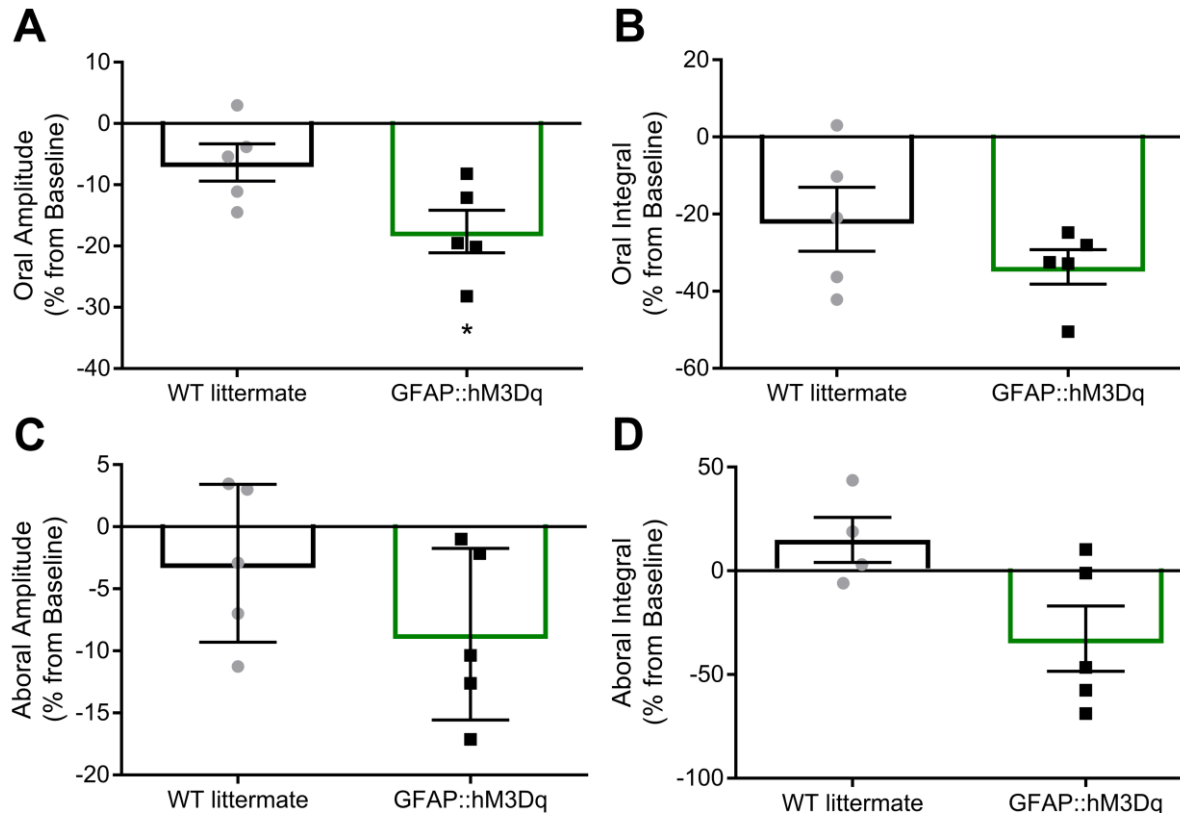 A
Oral Amplitude
(% from Baseline)
10
0
-10
-20
-30
-40
*
WT littermate
GFAP::hM3Dq
B
Oral Integral
(% from Baseline)
20
0
-20
-40
-60
WT littermate
GFAP::hM3Dq
C
Aboral Amplitude
(% from Baseline)
5
0
-5
-10
-15
-20
WT littermate
GFAP::hM3Dq
D
Aboral Integral
(% from Baseline)
50
0
-50
-100
WT littermate
GFAP::hM3Dq